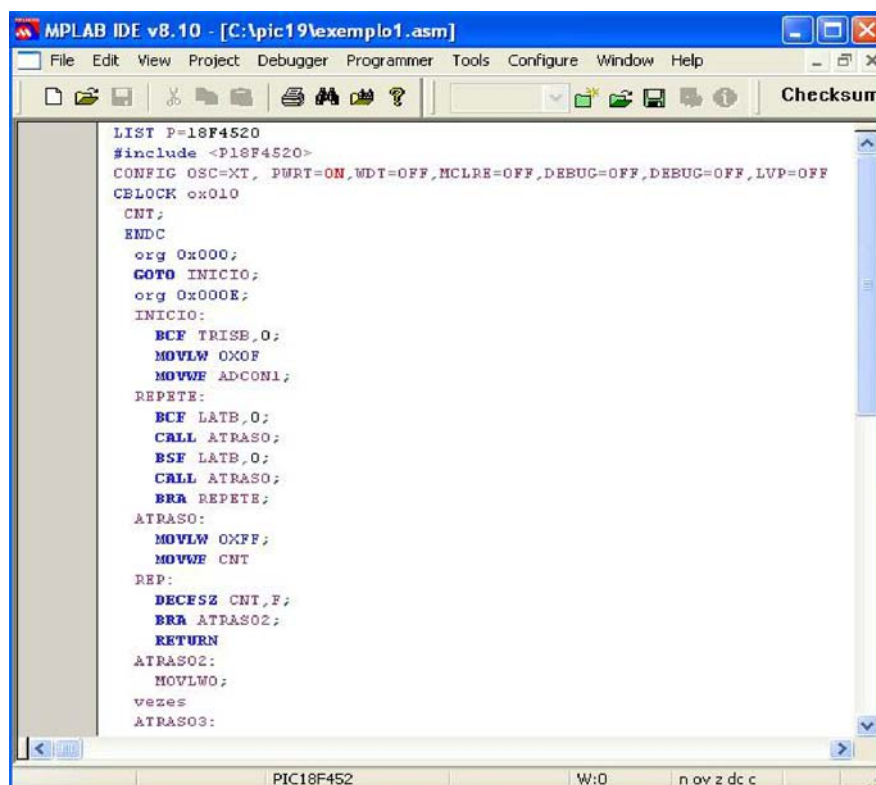 MPLAB IDE v8.10 - [C:\pic19\exemplo1.asm]
File Edit View Project Debugger Programmer Tools Configure Window Help
Checksum
LIST P=18F4520
#include <P18F4520>
CONFIG OSC=XT, PWRT=ON,WDT=OFF,MCLRE=OFF,DEBUG=OFF,DEBUG=OFF,LVP=OFF
CBLOCK ox010
CNT;
ENDC
org 0x000;
GOTO INICIO;
org 0x000E;
INICIO:
BCF TRISB,0;
MOVLW 0X0F
MOVWF ADCON1;
REPETE:
BCF LATB,0;
CALL ATRASO;
BSF LATB,0;
CALL ATRASO;
BRA REPETE;
ATRASO:
MOVLW 0XFF;
MOVWF CNT
REP:
DECFSZ CNT,F;
BRA ATRASO2;
RETURN
ATRASO2:
MOVLW0;
vezes
ATRASO3:
PIC18F452 W:0 n ov z dc c